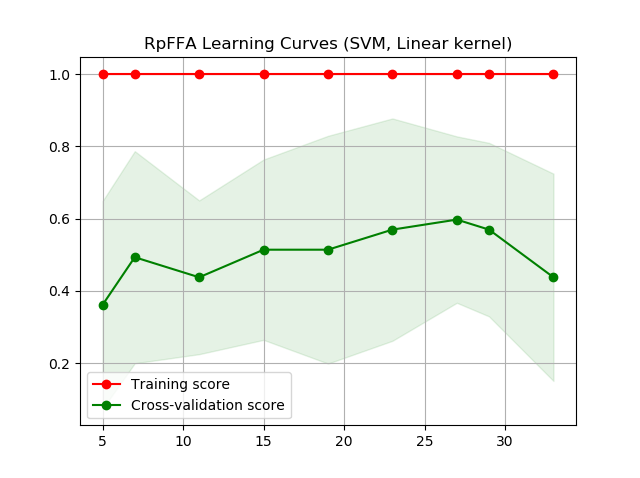 RpFFA Learning Curves (SVM, Linear kernel)
1.0
0.8
0.6
0.4
0.2
Training score
Cross-validation score
5 10 15 20 25 30